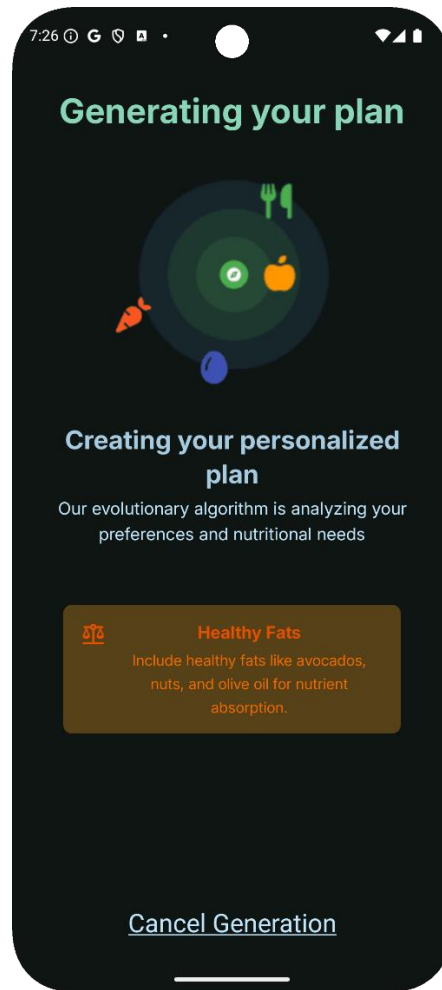 7:26
Generating your plan
Creating your personalized
plan
Our evolutionary algorithm is analyzing your
preferences and nutritional needs
Healthy Fats
Include healthy fats like avocados,
nuts, and olive oil for nutrient
absorption.
Cancel Generation